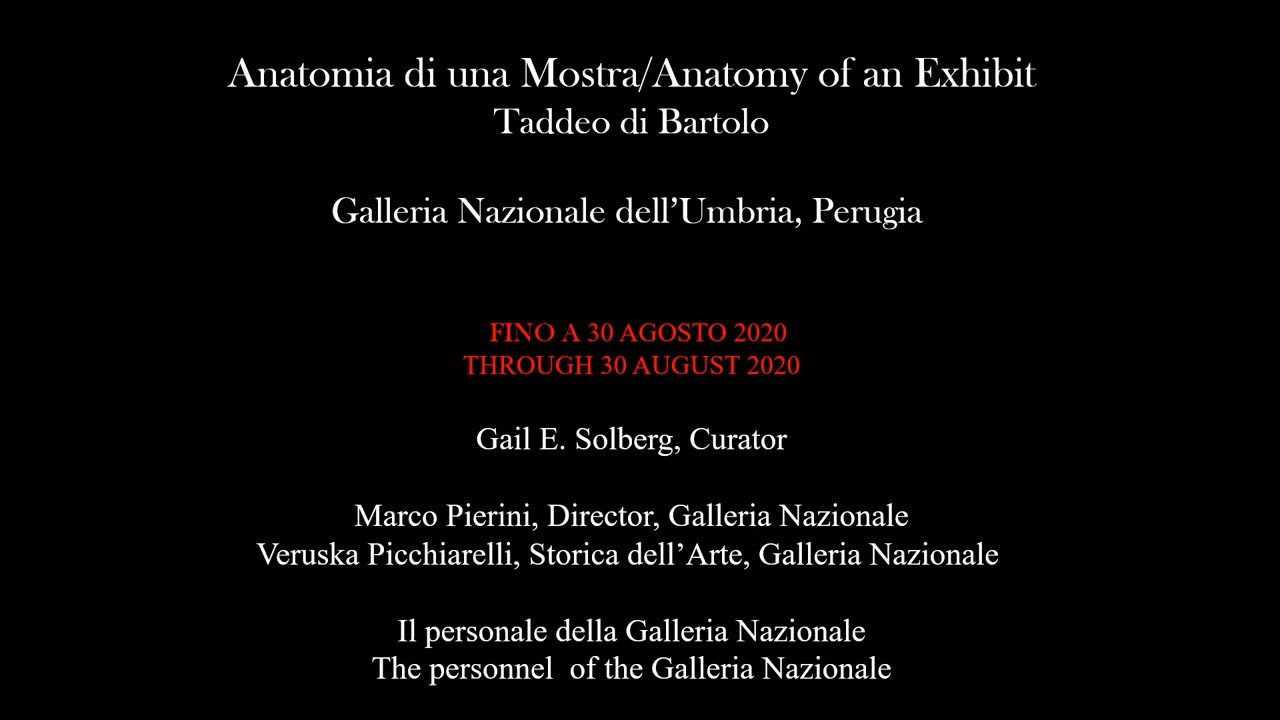 Anatomia di una Mostra/Anatomy of an Exhibit
Taddeo di Bartolo
Galleria Nazionale dell’Umbria, Perugia
FINO A 30 AGOSTO 2020
THROUGH 30 AUGUST 2020
Gail E. Solberg, Curator
Marco Pierini, Director, Galleria Nazionale
Veruska Picchiarelli, Storica dell’Arte, Galleria Nazionale
Il personale della Galleria Nazionale
The personnel  of the Galleria Nazionale